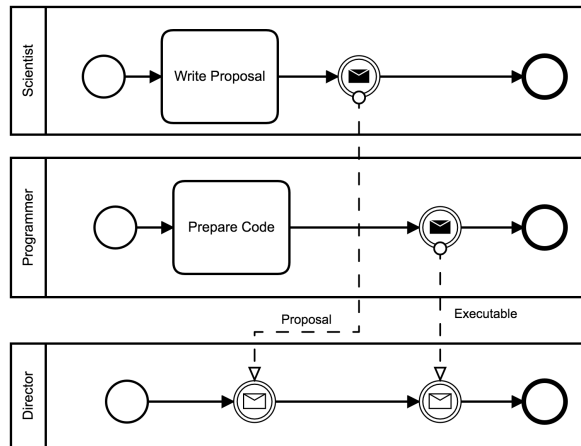 Scientist
Write Proposal
Programmer
Prepare Code
Proposal
Executable
Director